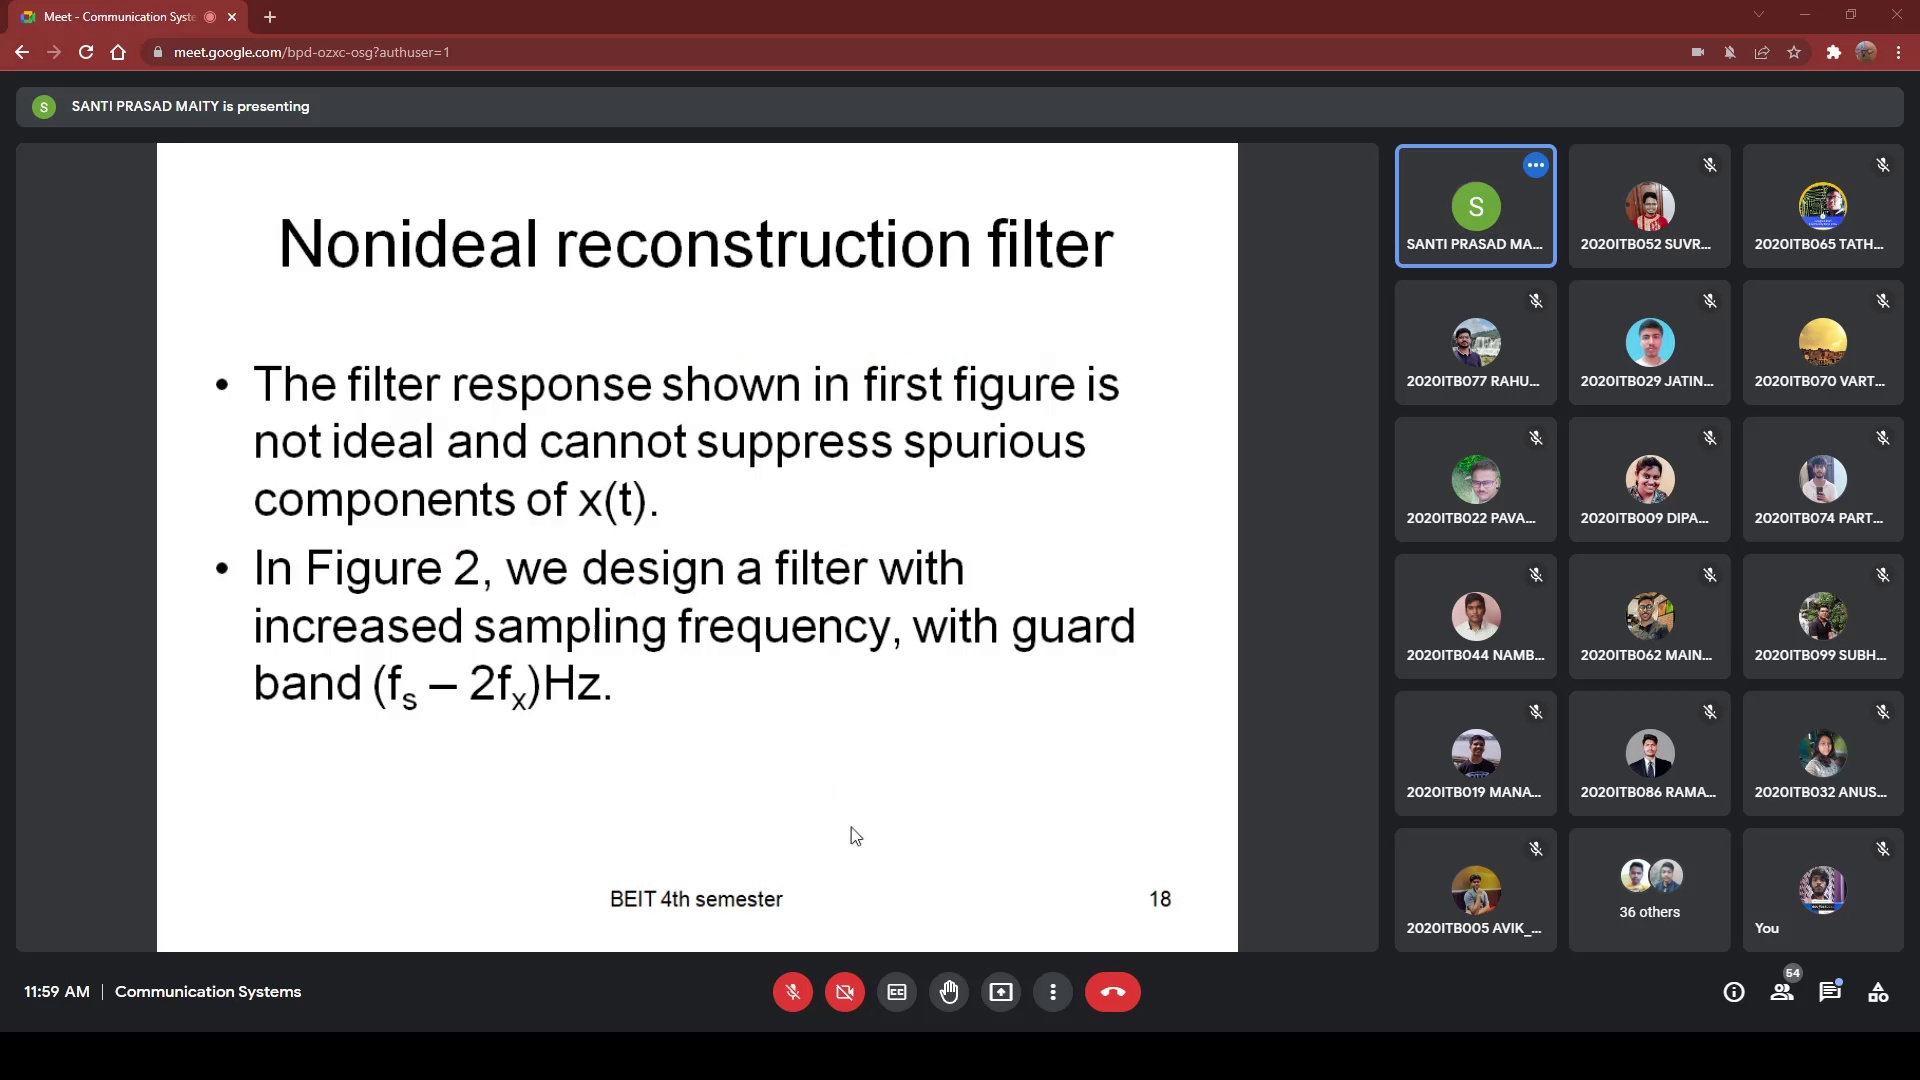 Meet - Communication Syste
meet.google.com/bpd-ozxc-osg?authuser=1
S
SANTI PRASAD MAITY is presenting
Nonideal reconstruction filter
• The filter response shown in first figure is
not ideal and cannot suppress spurious
components of x(t).
• In Figure 2, we design a filter with
increased sampling frequency, with guard
band (fs – 2fx)Hz.
BEIT 4th semester
18
S
SANTI PRASAD MA...
2020ITB052 SUVR...
2020ITB065 TATH...
2020ITB077 RAHU...
2020ITB029 JATIN...
2020ITB070 VART...
2020ITB022 PAVA...
2020ITB009 DIPA...
2020ITB074 PART...
2020ITB044 NAMB...
2020ITB062 MAIN...
2020ITB099 SUBH...
2020ITB019 MANA...
2020ITB086 RAMA...
2020ITB032 ANUS...
2020ITB005 AVIK_...
36 others
You
11:59 AM | Communication Systems
54